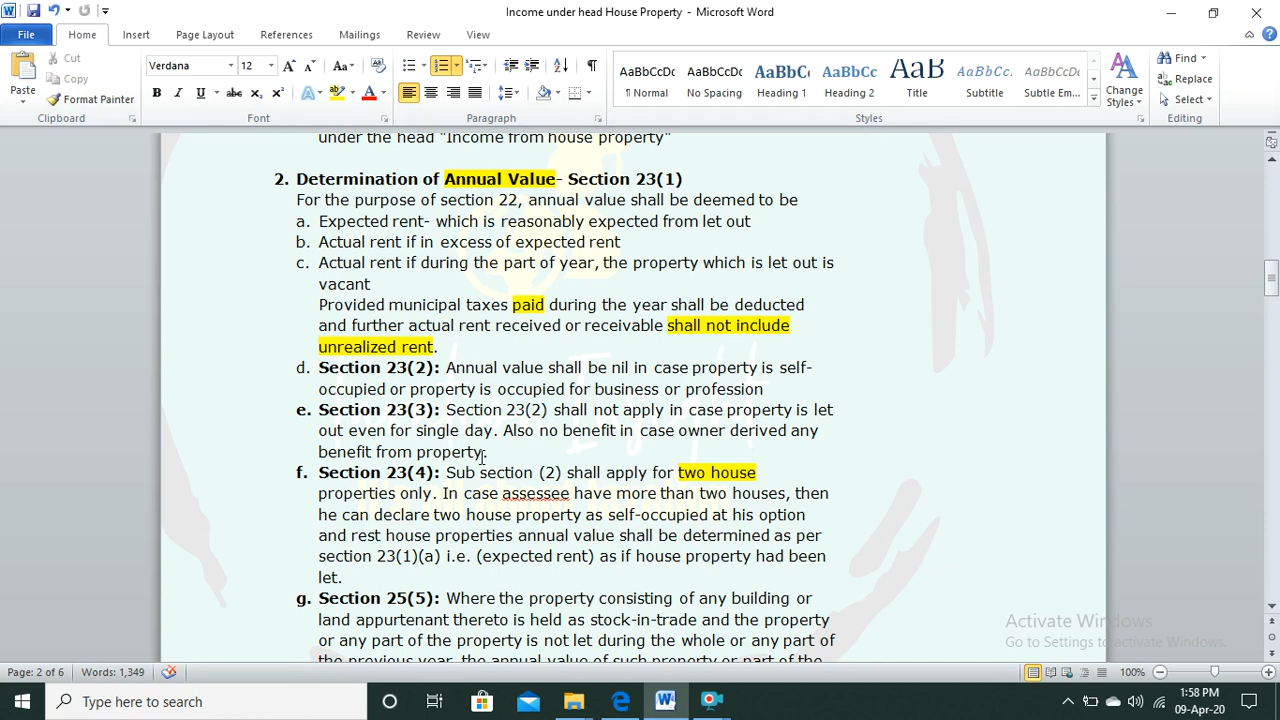 Income under head House Property - Microsoft Word
File Home Insert Page Layout References Mailings Review View
Cut
Copy
Format Painter
Paste
Clipboard
Verdana 12
Font
Paragraph
AaBbCcDc AaBbCcDc AaBbCc AaBbCc AaB AaBbCcL AaBbCcDt
¶ Normal No Spacing Heading 1 Heading 2 Title Subtitle Subtle Em...
Styles
Change Styles
Find
Replace
Select
Editing
under the head "Income from house property"
2. Determination of Annual Value- Section 23(1)
For the purpose of section 22, annual value shall be deemed to be
a. Expected rent- which is reasonably expected from let out
b. Actual rent if in excess of expected rent
c. Actual rent if during the part of year, the property which is let out is
vacant
Provided municipal taxes paid during the year shall be deducted
and further actual rent received or receivable shall not include
unrealized rent.
d. Section 23(2): Annual value shall be nil in case property is self-
occupied or property is occupied for business or profession
e. Section 23(3): Section 23(2) shall not apply in case property is let
out even for single day. Also no benefit in case owner derived any
benefit from property.
f. Section 23(4): Sub section (2) shall apply for two house
properties only. In case assessee have more than two houses, then
he can declare two house property as self-occupied at his option
and rest house properties annual value shall be determined as per
section 23(1)(a) i.e. (expected rent) as if house property had been
let.
g. Section 25(5): Where the property consisting of any building or
land appurtenant thereto is held as stock-in-trade and the property
or any part of the property is not let during the whole or any part of
the previous year, the annual value of such property or part of the
Activate Windows
Go to Settings to activate Windows.
Page: 2 of 6 Words: 1,349 100%
Type here to search
1:58 PM
09-Apr-20